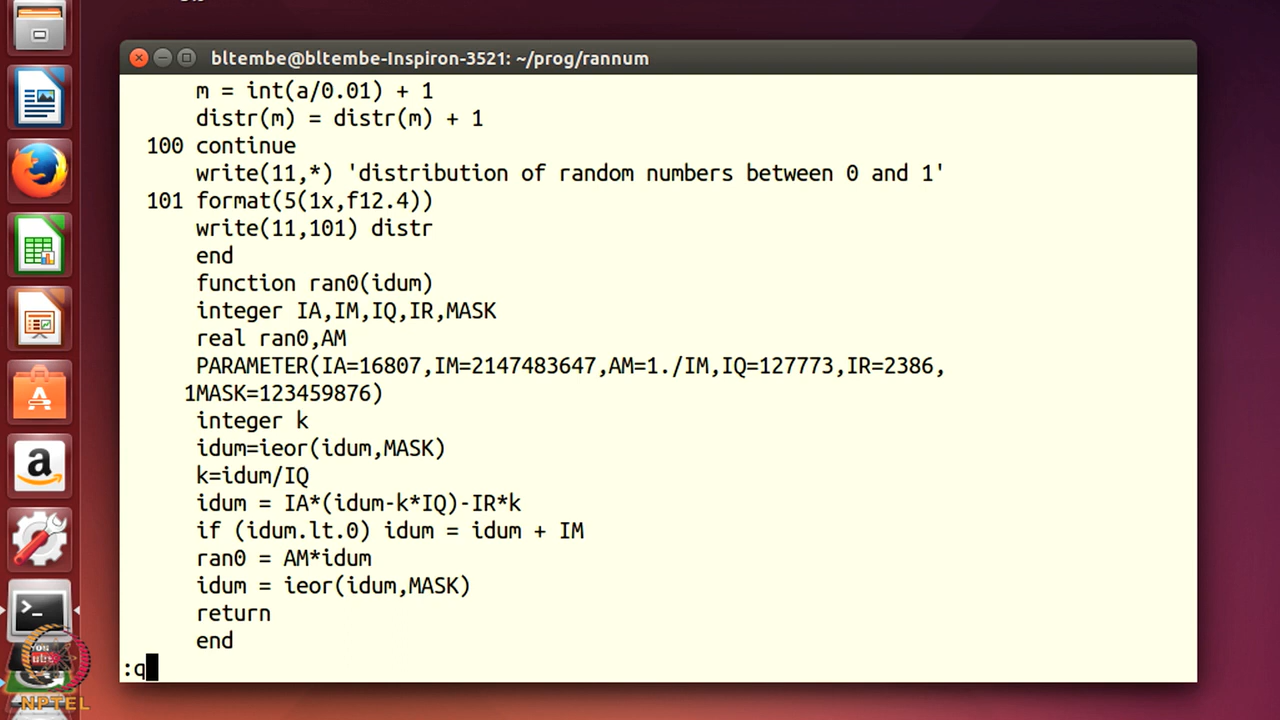 bltembe@bltembe-Inspiron-3521: ~/prog/rannum
m = int(a/0.01) + 1
distr(m) = distr(m) + 1
100 continue
write(11,*) 'distribution of random numbers between 0 and 1'
101 format(5(1x,f12.4))
write(11,101) distr
end
function ran0(idum)
integer IA,IM,IQ,IR,MASK
real ran0,AM
PARAMETER(IA=16807,IM=2147483647,AM=1./IM,IQ=127773,IR=2386,
1MASK=123459876)
integer k
idum=ieor(idum,MASK)
k=idum/IQ
idum = IA*(idum-k*IQ)-IR*k
if (idum.lt.0) idum = idum + IM
ran0 = AM*idum
idum = ieor(idum,MASK)
return
end
:q
You
NPTEL